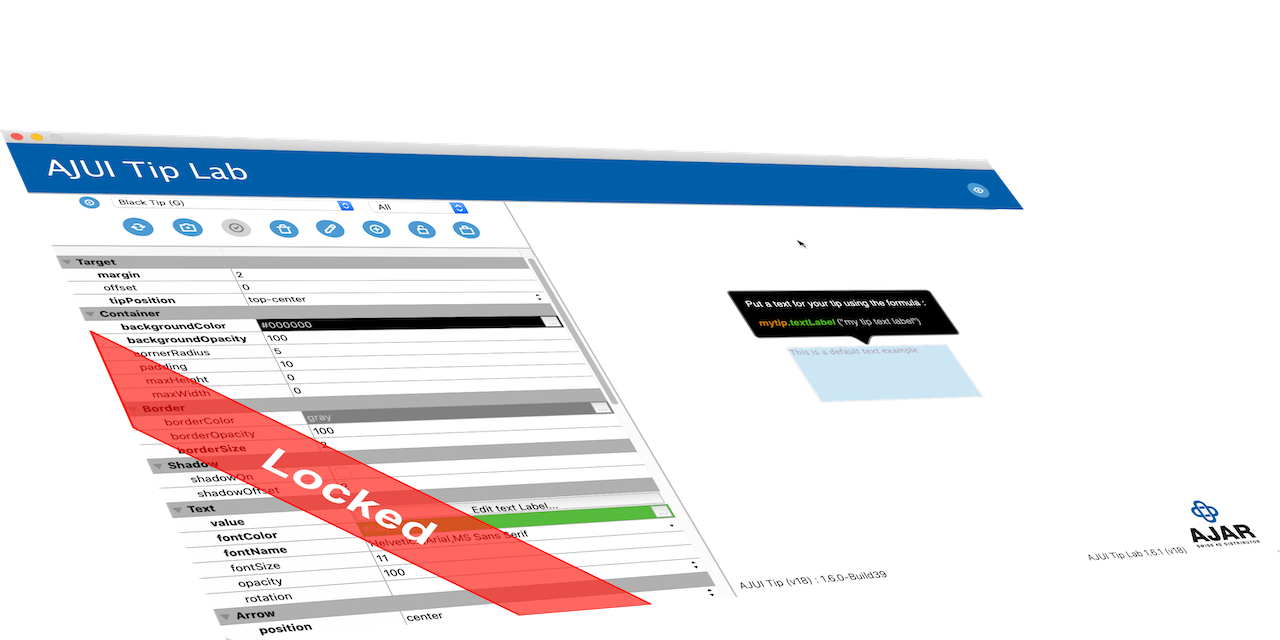 AJUI Tip Lab
Black Tip (G)
All
Target
margin 2
offset 0
tipPosition top-center
Container
backgroundColor #000000
backgroundOpacity 100
cornerRadius 5
padding 10
maxHeight 0
maxWidth 0
Border
borderColor gray
borderOpacity 100
borderSize 2
Shadow
shadowOn
shadowOffset 2
Text
value Edit text Label...
fontColor
fontName Helvetica,Arial,MS Sans Serif
fontSize 11
opacity 100
rotation
Arrow
position center
Locked
Put a text for your tip using the formula :
mytip.textLabel ("my tip text label")
This is a default text example
AJUI Tip (v18) : 1.6.0-Build39
AJUI Tip Lab 1.6.1 (v18)
AJAR
SWISS 4D DISTRIBUTOR